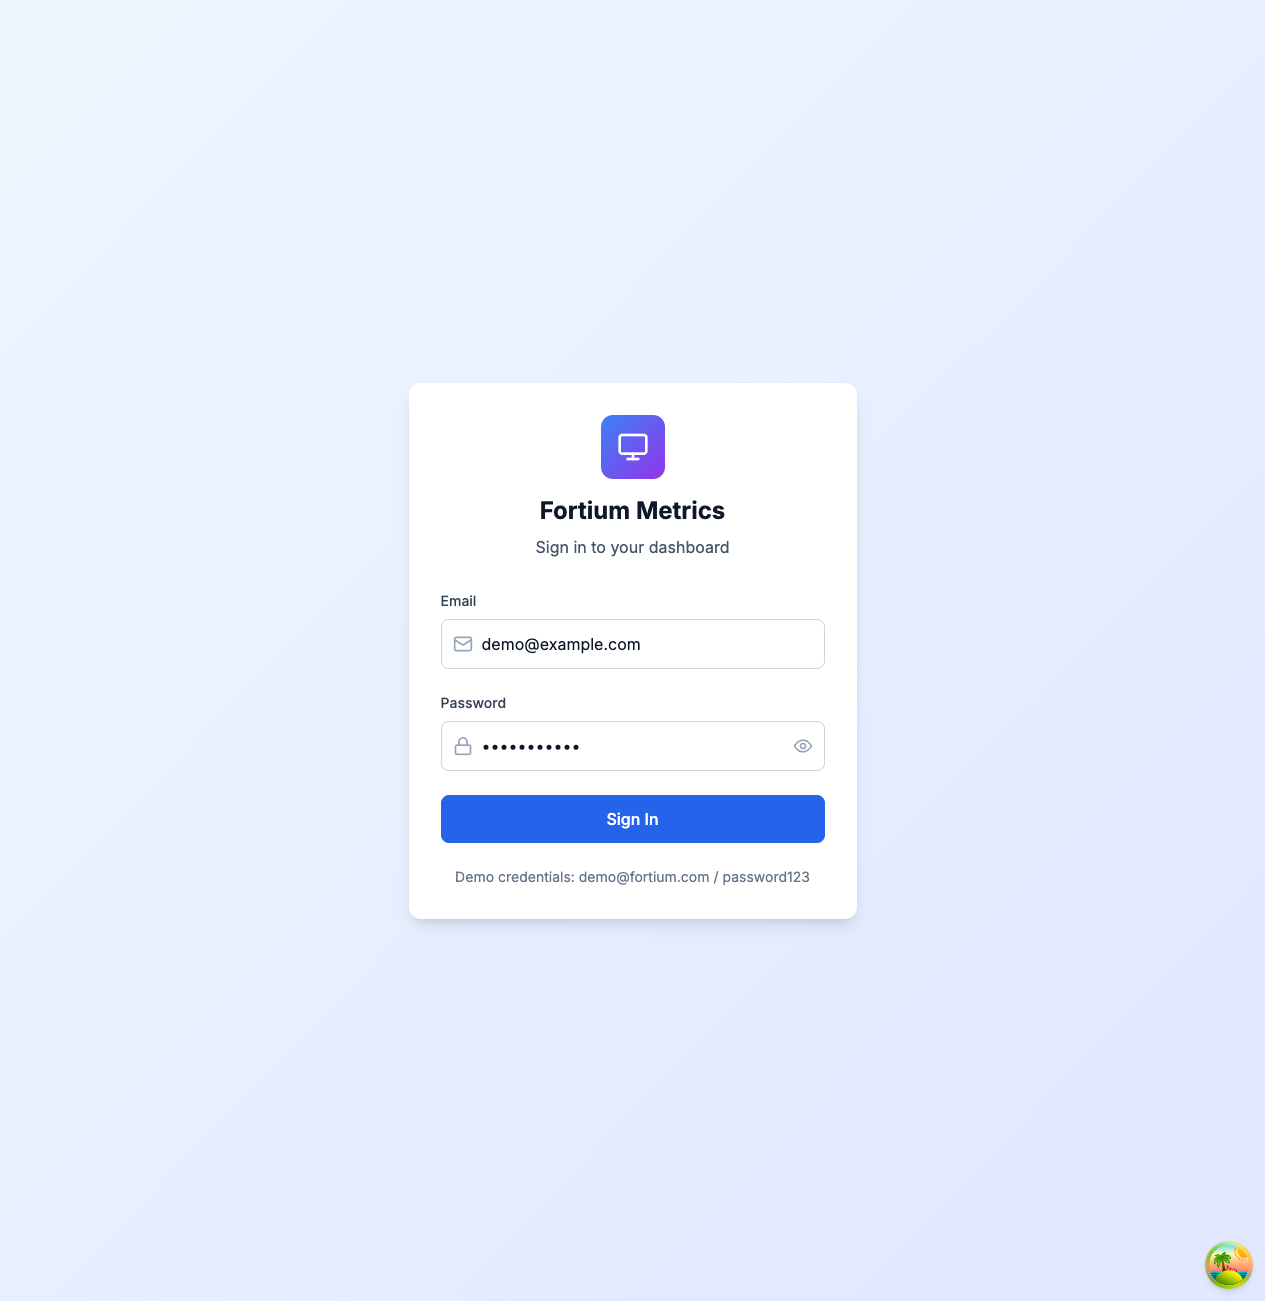 Fortium Metrics
Sign in to your dashboard
Email
demo@example.com
Password
•••••••••••
Sign In
Demo credentials: demo@fortium.com / password123